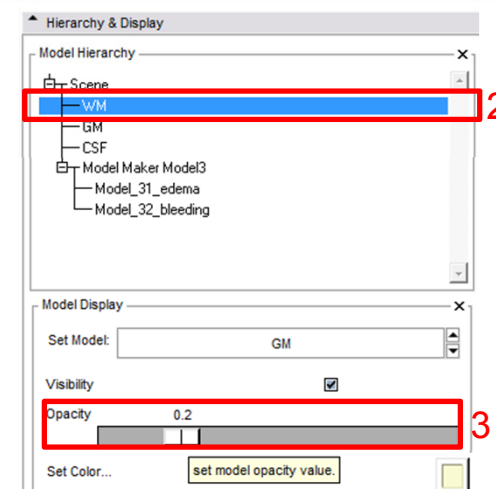 Hierarchy & Display
Model Hierarchy
Scene
WM
2
GM
CSF
Model Maker Model3
Model_31_edema
Model_32_bleeding
Model Display
Set Model: GM
Visibility
Opacity 0.2
3
Set Color... set model opacity value.